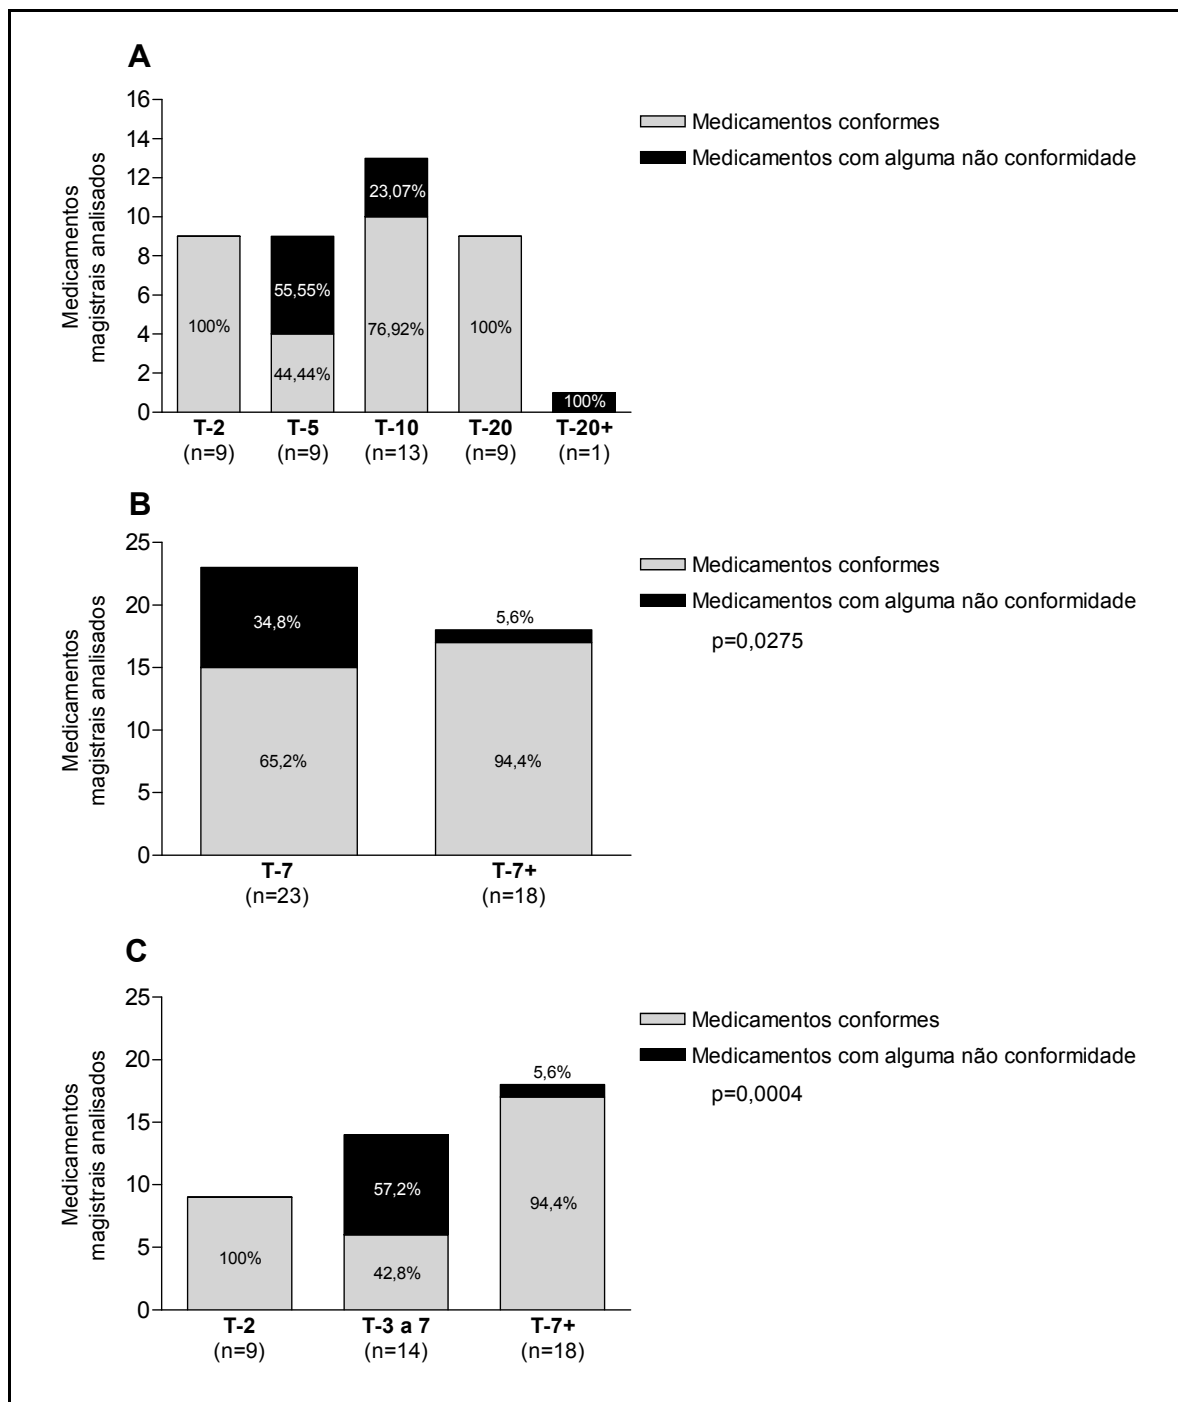 A
16
14
12
10
8
6
4
2
0
Medicamentos
magistrais analisados
100%
55,55%
44,44%
23,07%
76,92%
100%
100%
T-2
(n=9)
T-5
(n=9)
T-10
(n=13)
T-20
(n=9)
T-20+
(n=1)
Medicamentos conformes
Medicamentos com alguma não conformidade
B
25
20
15
10
5
0
Medicamentos
magistrais analisados
34,8%
65,2%
5,6%
94,4%
T-7
(n=23)
T-7+
(n=18)
Medicamentos conformes
Medicamentos com alguma não conformidade
p=0,0275
C
25
20
15
10
5
0
Medicamentos
magistrais analisados
100%
57,2%
42,8%
5,6%
94,4%
T-2
(n=9)
T-3 a 7
(n=14)
T-7+
(n=18)
Medicamentos conformes
Medicamentos com alguma não conformidade
p=0,0004